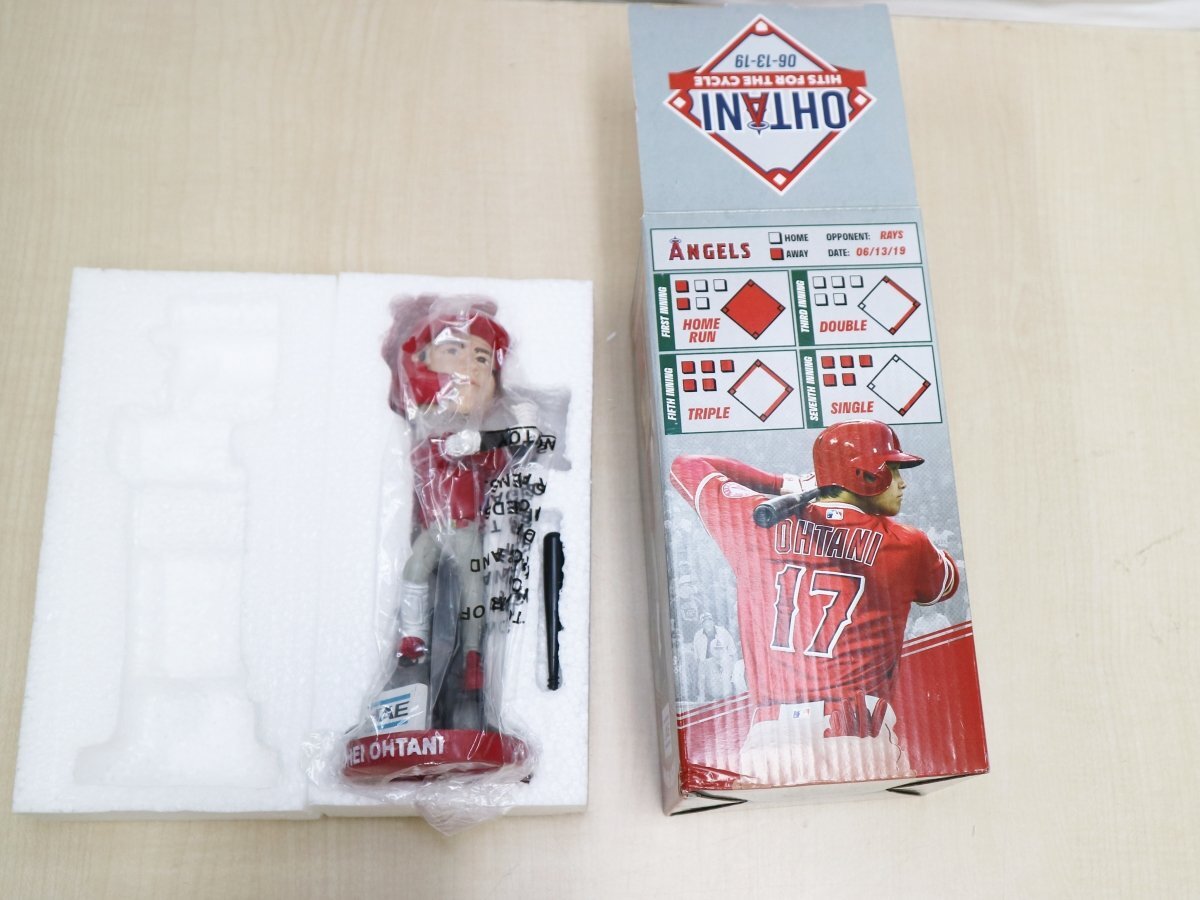 OHTANI
HITS FOR THE CYCLE
06-13-19
ANGELS
HOME
AWAY
OPPONENT: RAYS
DATE: 06/13/19
FIRST INNING
HOME
RUN
THIRD INNING
DOUBLE
FIFTH INNING
TRIPLE
SEVENTH INNING
SINGLE
OHTANI
17
HEI OHTANI